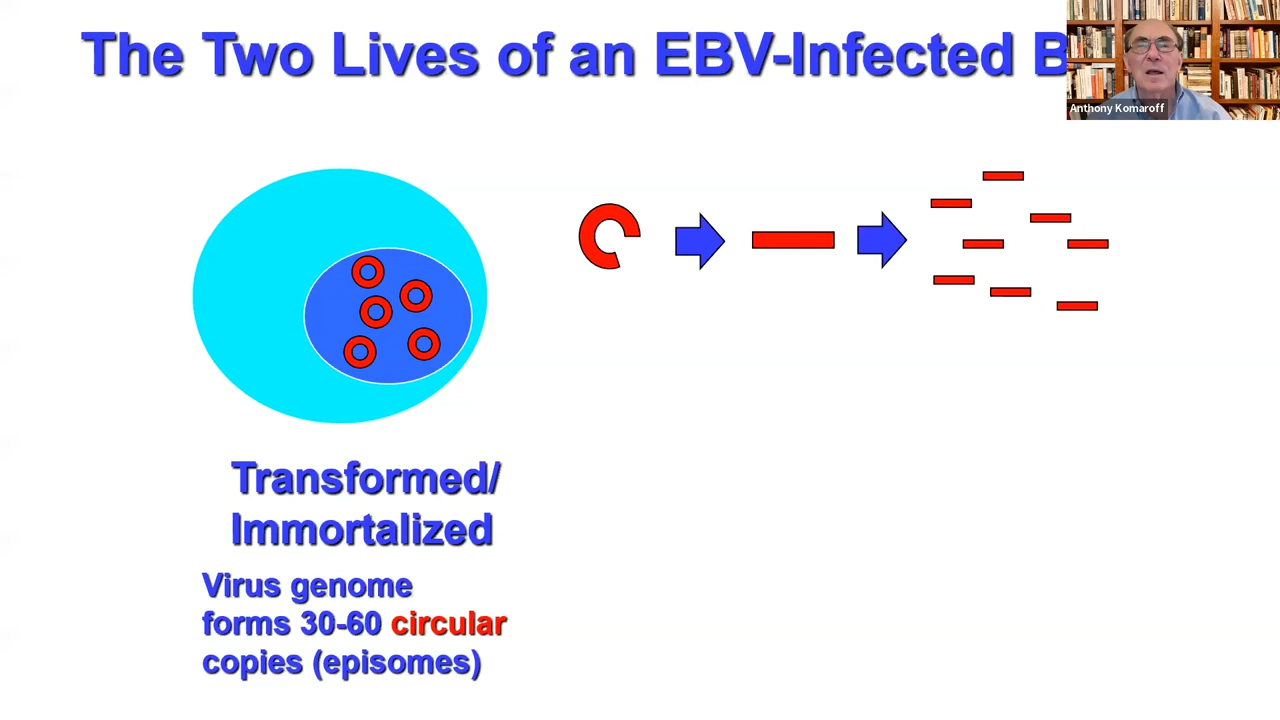 The Two Lives of an EBV-Infected B
Anthony Komaroff
Transformed/
Immortalized
Virus genome
forms 30-60 circular
copies (episomes)